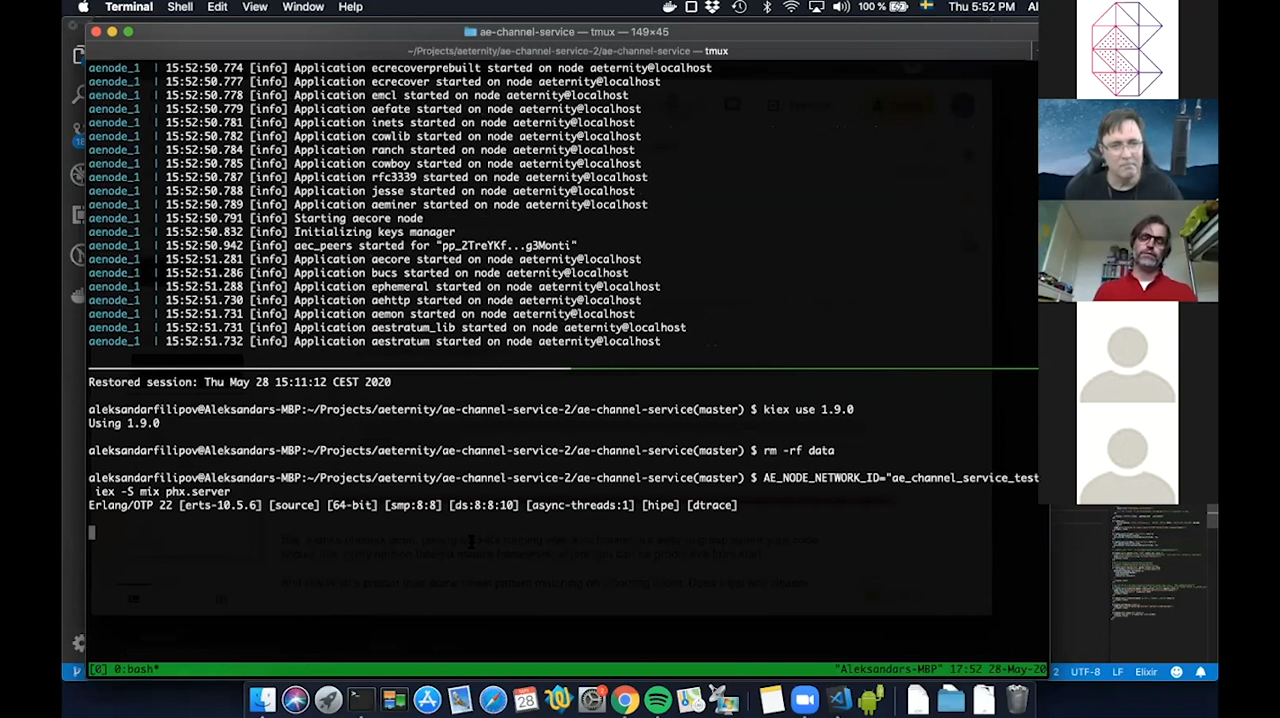 Terminal Shell Edit View Window Help 100 % Thu 5:52 PM
ae-channel-service — tmux — 149×45
~/Projects/aeternity/ae-channel-service-2/ae-channel-service — tmux
aenode_1 | 15:52:50.774 [info] Application ecrecover_rebuilt started on node aeternity@localhost
aenode_1 | 15:52:50.777 [info] Application ecrecover started on node aeternity@localhost
aenode_1 | 15:52:50.778 [info] Application emcl started on node aeternity@localhost
aenode_1 | 15:52:50.779 [info] Application aefate started on node aeternity@localhost
aenode_1 | 15:52:50.781 [info] Application inets started on node aeternity@localhost
aenode_1 | 15:52:50.782 [info] Application cowlib started on node aeternity@localhost
aenode_1 | 15:52:50.784 [info] Application ranch started on node aeternity@localhost
aenode_1 | 15:52:50.785 [info] Application cowboy started on node aeternity@localhost
aenode_1 | 15:52:50.787 [info] Application rfc3339 started on node aeternity@localhost
aenode_1 | 15:52:50.788 [info] Application jesse started on node aeternity@localhost
aenode_1 | 15:52:50.789 [info] Application aeminer started on node aeternity@localhost
aenode_1 | 15:52:50.791 [info] Starting aecore node
aenode_1 | 15:52:50.832 [info] Initializing keys manager
aenode_1 | 15:52:50.942 [info] aec_peers started for "pp_2TreYKf...g3Monti"
aenode_1 | 15:52:51.281 [info] Application aecore started on node aeternity@localhost
aenode_1 | 15:52:51.286 [info] Application bucs started on node aeternity@localhost
aenode_1 | 15:52:51.288 [info] Application ephemeral started on node aeternity@localhost
aenode_1 | 15:52:51.730 [info] Application aehttp started on node aeternity@localhost
aenode_1 | 15:52:51.731 [info] Application aemon started on node aeternity@localhost
aenode_1 | 15:52:51.731 [info] Application aestratum_lib started on node aeternity@localhost
aenode_1 | 15:52:51.732 [info] Application aestratum started on node aeternity@localhost
Restored session: Thu May 28 15:11:12 CEST 2020
aleksandarfilipov@Aleksandars-MBP:~/Projects/aeternity/ae-channel-service-2/ae-channel-service(master) $ kiex use 1.9.0
Using 1.9.0
aleksandarfilipov@Aleksandars-MBP:~/Projects/aeternity/ae-channel-service-2/ae-channel-service(master) $ rm -rf data
aleksandarfilipov@Aleksandars-MBP:~/Projects/aeternity/ae-channel-service-2/ae-channel-service(master) $ AE_NODE_NETWORK_ID="ae_channel_service_test
iex -S mix phx.server
Erlang/OTP 22 [erts-10.5.6] [source] [64-bit] [smp:8:8] [ds:8:8:10] [async-threads:1] [hipe] [dtrace]
[0] 0:bash* "Aleksandars-MBP" 17:52 28-May-20
2 UTF-8 LF Elixir